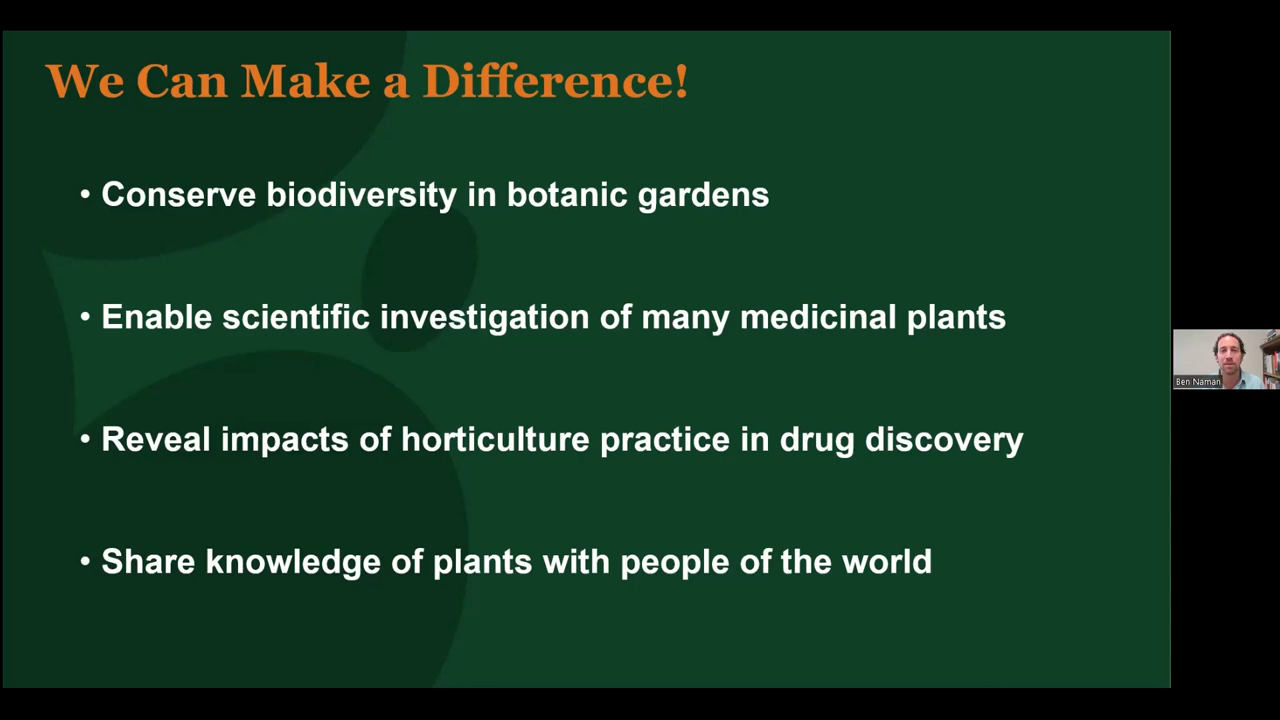 We Can Make a Difference!
• Conserve biodiversity in botanic gardens
• Enable scientific investigation of many medicinal plants
• Reveal impacts of horticulture practice in drug discovery
• Share knowledge of plants with people of the world
Ben Naman